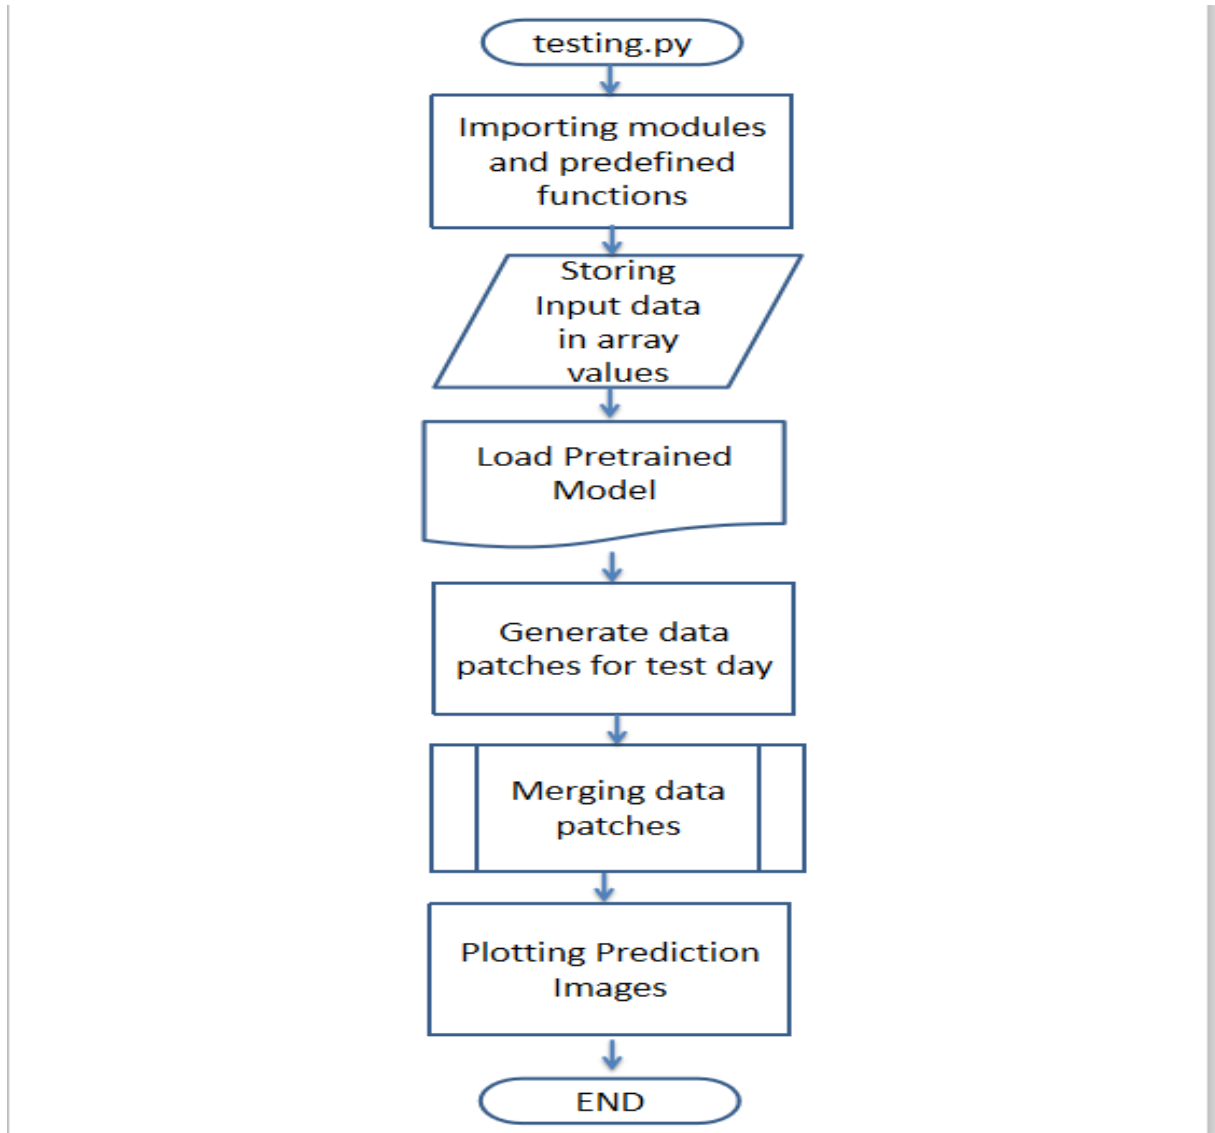 testing.py
Importing modules
and predefined
functions
Storing
Input data
in array
values
Load Pretrained
Model
Generate data
patches for test day
Merging data
patches
Plotting Prediction
Images
END